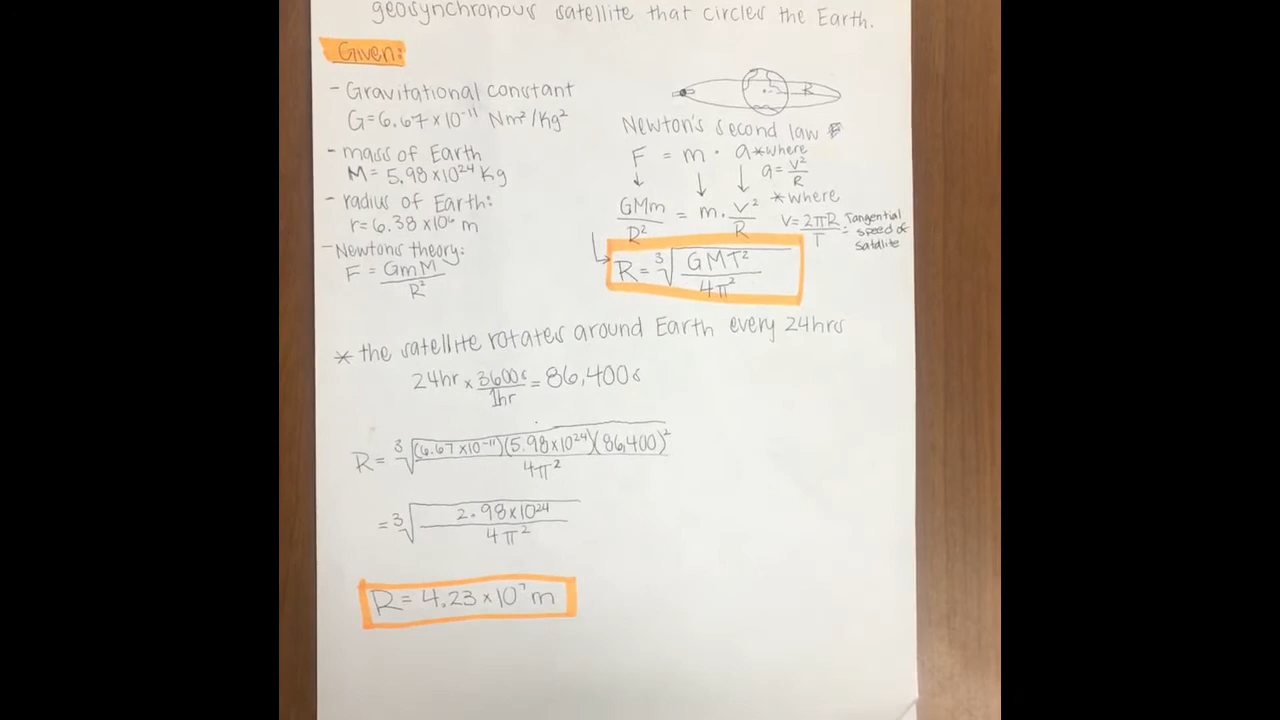 geosynchronous satellite that circles the Earth.
Given:
- Gravitational constant
G=6.67×10⁻¹¹ Nm²/kg²
- mass of Earth
M= 5.98×10²⁴ Kg
- radius of Earth:
r=6.38×10⁶ m
- Newtons theory:
F = GmM/R²
R
Newton's second law
F = m · a *where
a = v²/R
GMm/R² = m · v²/R
*where
V = 2πR/T = Tangential
speed of
satellite
R = ³√(GMT²/4π²)
* the satellite rotates around Earth every 24hrs
24hr × 3600s/1hr = 86,400s
R = ³√((6.67×10⁻¹¹)(5.98×10²⁴)(86,400)²/4π²)
= ³√(2.98×10²⁴/4π²)
R = 4.23×10⁷ m